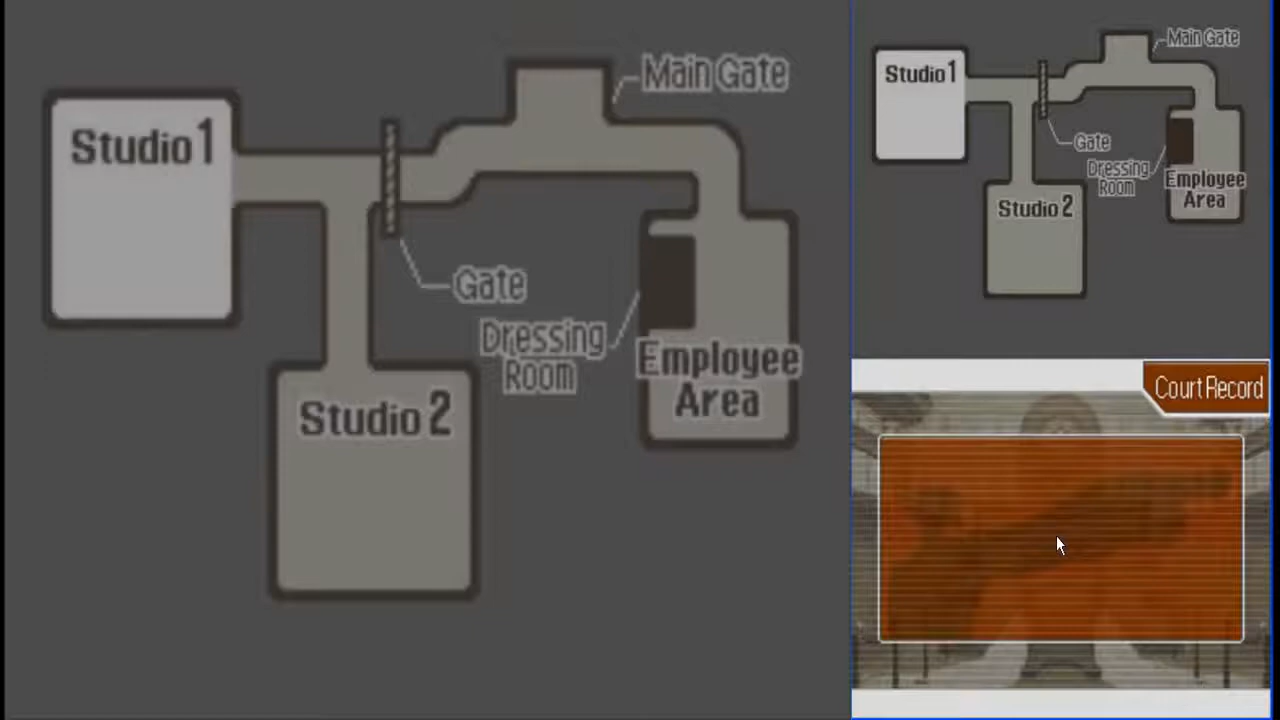 Main Gate
Studio 1
Gate
Dressing
Room
Employee
Area
Studio 2
Main Gate
Studio 1
Gate
Dressing
Room
Employee
Area
Studio 2
Court Record